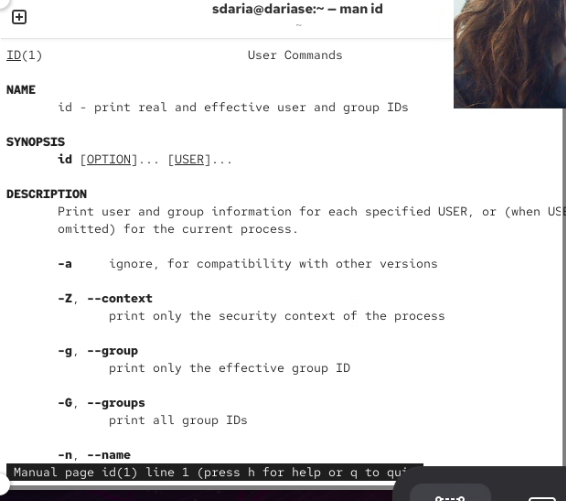 sdaria@dariase:~ — man id
~
ID(1) User Commands
NAME
id - print real and effective user and group IDs
SYNOPSIS
id [OPTION]... [USER]...
DESCRIPTION
Print user and group information for each specified USER, or (when USE
omitted) for the current process.
-a ignore, for compatibility with other versions
-Z, --context
print only the security context of the process
-g, --group
print only the effective group ID
-G, --groups
print all group IDs
-n, --name
Manual page id(1) line 1 (press h for help or q to qui